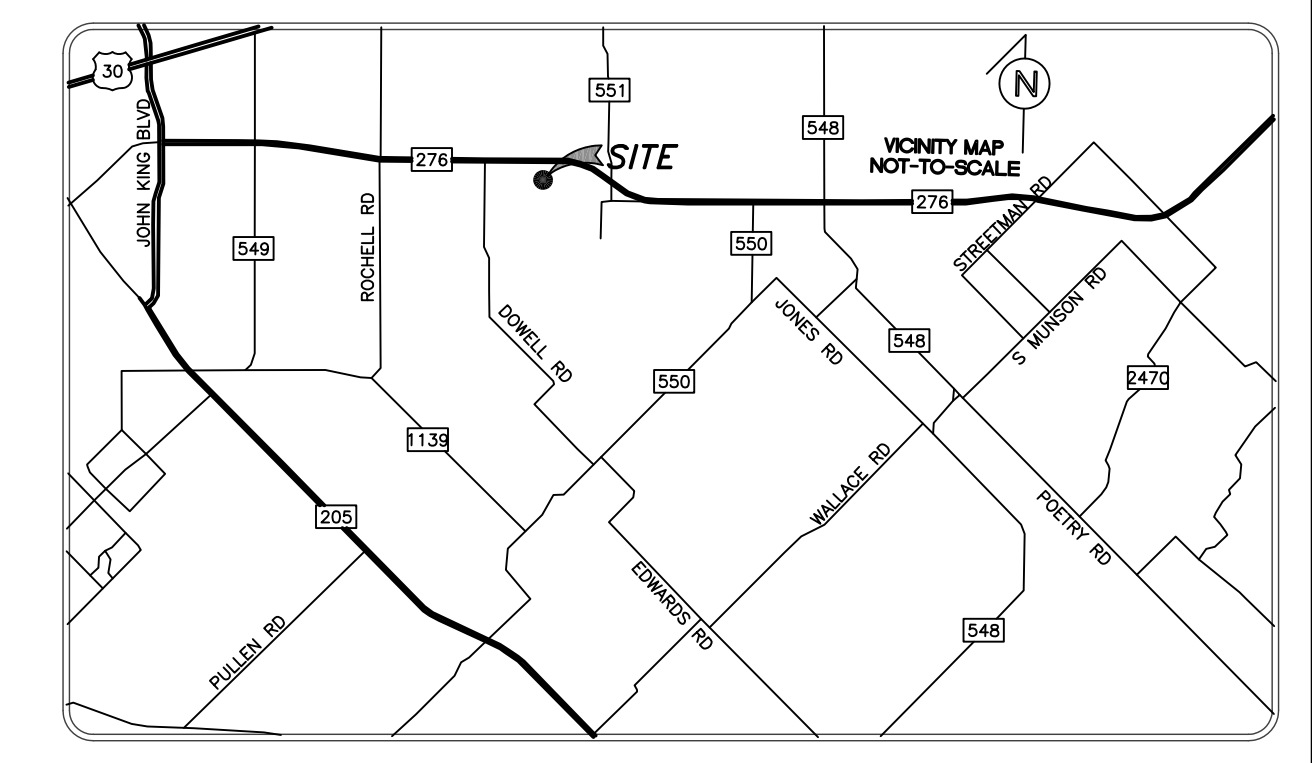 30
551
N
JOHN KING BLVD
548
276
SITE
VICINITY MAP
NOT-TO-SCALE
276
STREETMAN RD
549
ROCHELL RD
550
DOWELL RD
JONES RD
548
S MUNSON RD
550
2470
1139
WALLACE RD
205
POETRY RD
EDWARDS RD
548
PULLEN RD